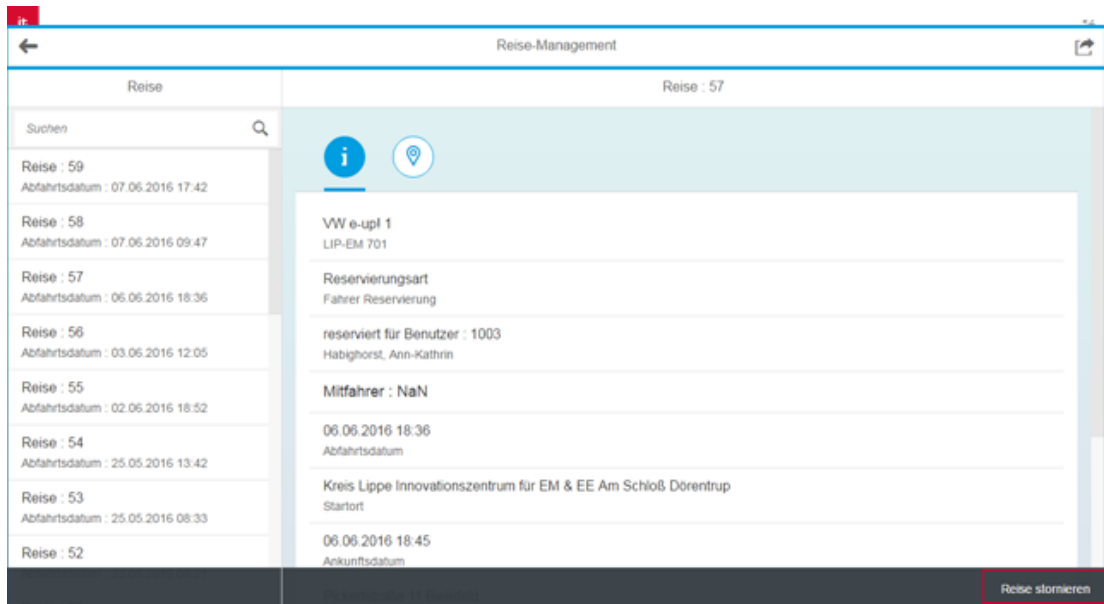 it.
Reise-Management
Reise
Reise : 57
Suchen
Reise : 59
Abfahrtsdatum : 07.06.2016 17:42
Reise : 58
Abfahrtsdatum : 07.06.2016 09:47
Reise : 57
Abfahrtsdatum : 06.06.2016 18:36
Reise : 56
Abfahrtsdatum : 03.06.2016 12:05
Reise : 55
Abfahrtsdatum : 02.06.2016 18:52
Reise : 54
Abfahrtsdatum : 25.05.2016 13:42
Reise : 53
Abfahrtsdatum : 25.05.2016 08:33
Reise : 52
i
VW e-up! 1
LIP-EM 701
Reservierungsart
Fahrer Reservierung
reserviert für Benutzer : 1003
Habighorst, Ann-Kathrin
Mitfahrer : NaN
06.06.2016 18:36
Abfahrtsdatum
Kreis Lippe Innovationszentrum für EM & EE Am Schloß Dörentrup
Startort
06.06.2016 18:45
Ankunftsdatum
Reise stornieren